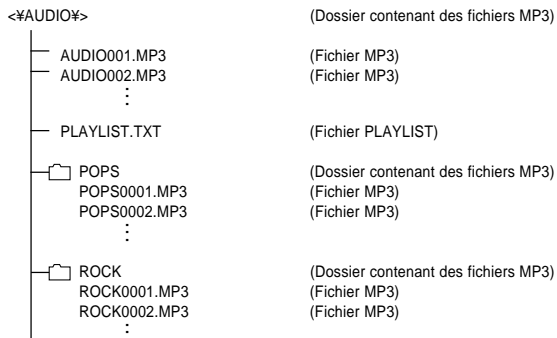 <¥AUDIO¥> (Dossier contenant des fichiers MP3)
AUDIO001.MP3 (Fichier MP3)
AUDIO002.MP3 (Fichier MP3)
PLAYLIST.TXT (Fichier PLAYLIST)
POPS (Dossier contenant des fichiers MP3)
POPS0001.MP3 (Fichier MP3)
POPS0002.MP3 (Fichier MP3)
ROCK (Dossier contenant des fichiers MP3)
ROCK0001.MP3 (Fichier MP3)
ROCK0002.MP3 (Fichier MP3)